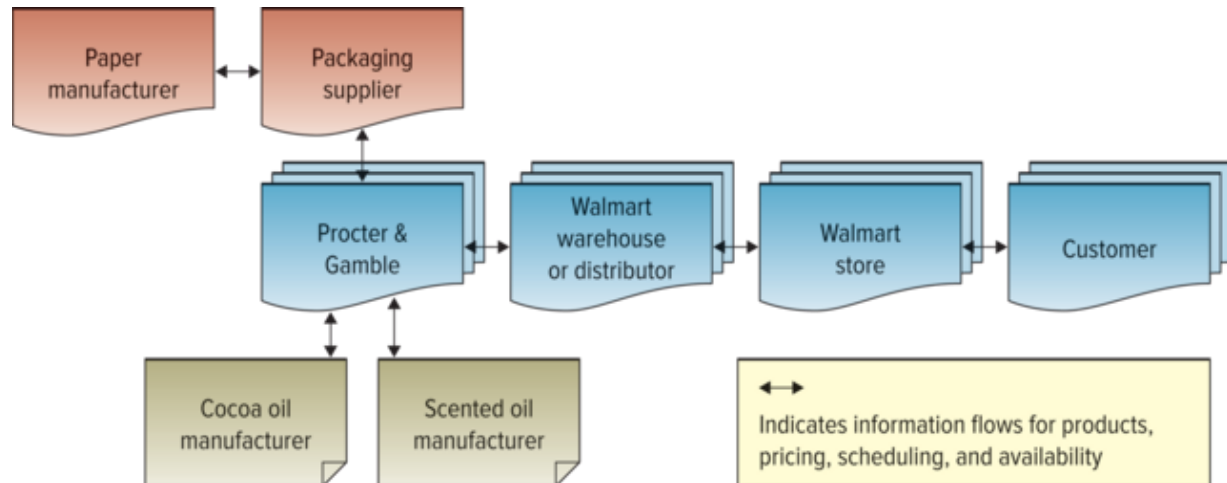 Paper
manufacturer
Packaging
supplier
Procter &
Gamble
Walmart
warehouse
or distributor
Walmart
store
Customer
Cocoa oil
manufacturer
Scented oil
manufacturer
Indicates information flows for products,
pricing, scheduling, and availability